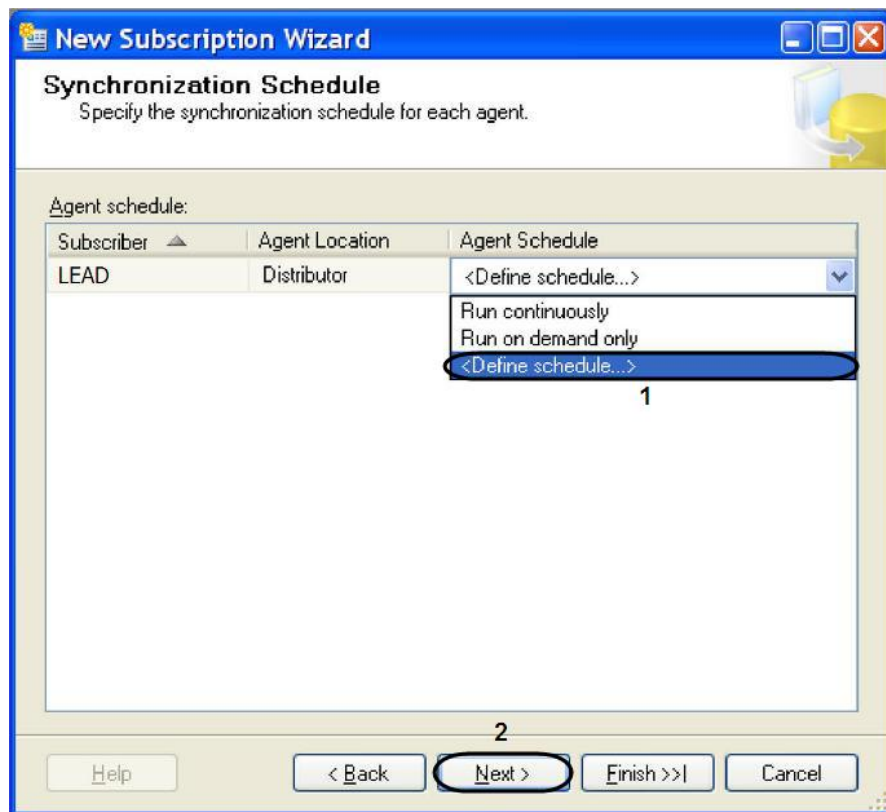 New Subscription Wizard
Synchronization Schedule
Specify the synchronization schedule for each agent.
Agent schedule:
Subscriber Agent Location Agent Schedule
LEAD Distributor <Define schedule...>
Run continuously
Run on demand only
<Define schedule...>
1
2
Help < Back Next > Finish >>| Cancel